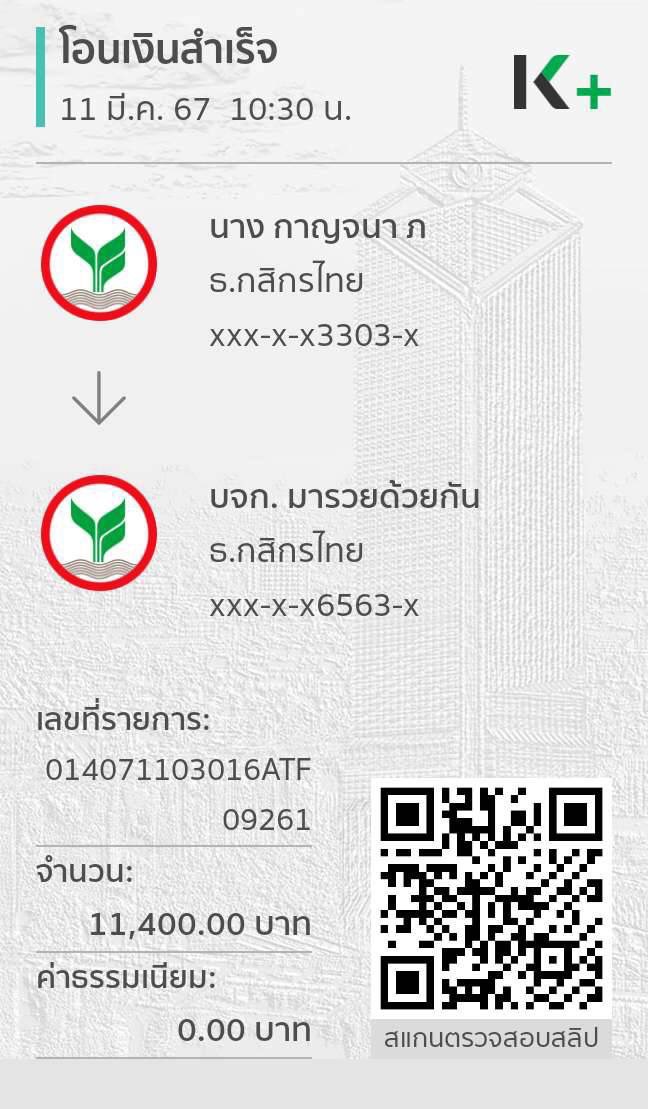 โอนเงินสำเร็จ
11 มี.ค. 67 10:30 น.
K+
นาง กาญจนา ภ
ธ.กสิกรไทย
xxx-x-x3303-x
บจก. มารวยด้วยกัน
ธ.กสิกรไทย
xxx-x-x6563-x
เลขที่รายการ:
014071103016ATF
09261
จำนวน:
11,400.00 บาท
ค่าธรรมเนียม:
0.00 บาท
สแกนตรวจสอบสลิป